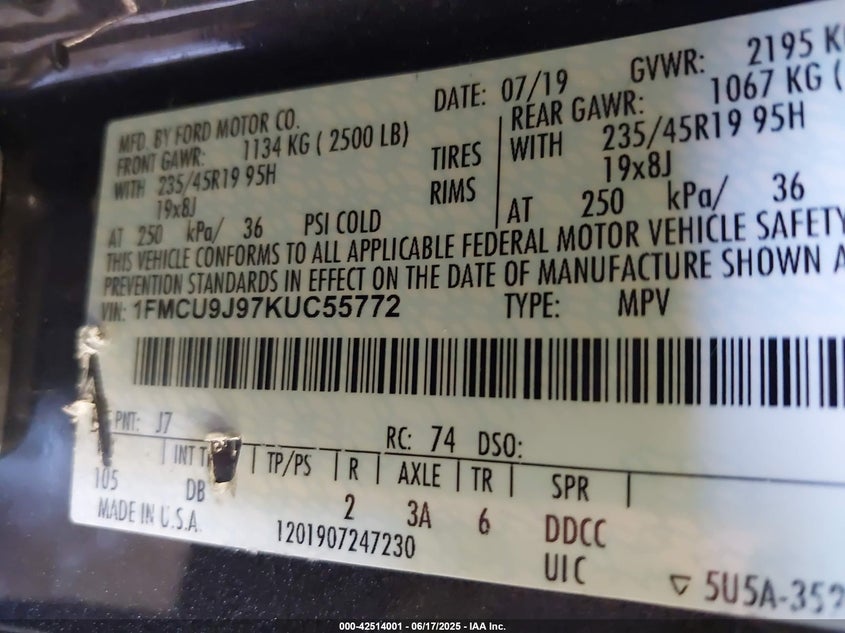 MFD. BY FORD MOTOR CO.
DATE: 07/19
GVWR: 2195 KG
FRONT GAWR: 1134 KG ( 2500 LB)
REAR GAWR: 1067 KG (
WITH 235/45R19 95H
TIRES
WITH 235/45R19 95H
19x8J
RIMS
19x8J
AT 250 kPa/ 36 PSI COLD
AT 250 kPa/ 36
THIS VEHICLE CONFORMS TO ALL APPLICABLE FEDERAL MOTOR VEHICLE SAFETY
PREVENTION STANDARDS IN EFFECT ON THE DATE OF MANUFACTURE SHOWN A
VIN: 1FMCU9J97KUC55772 TYPE: MPV
PNT: J7
RC: 74 DSO:
INT TP/PS R AXLE TR SPR
105 DB 2 3A 6 DDCC
MADE IN U.S.A. 1201907247230
UIC
5U5A-35
000-42514001 - 06/17/2025 - IAA Inc.